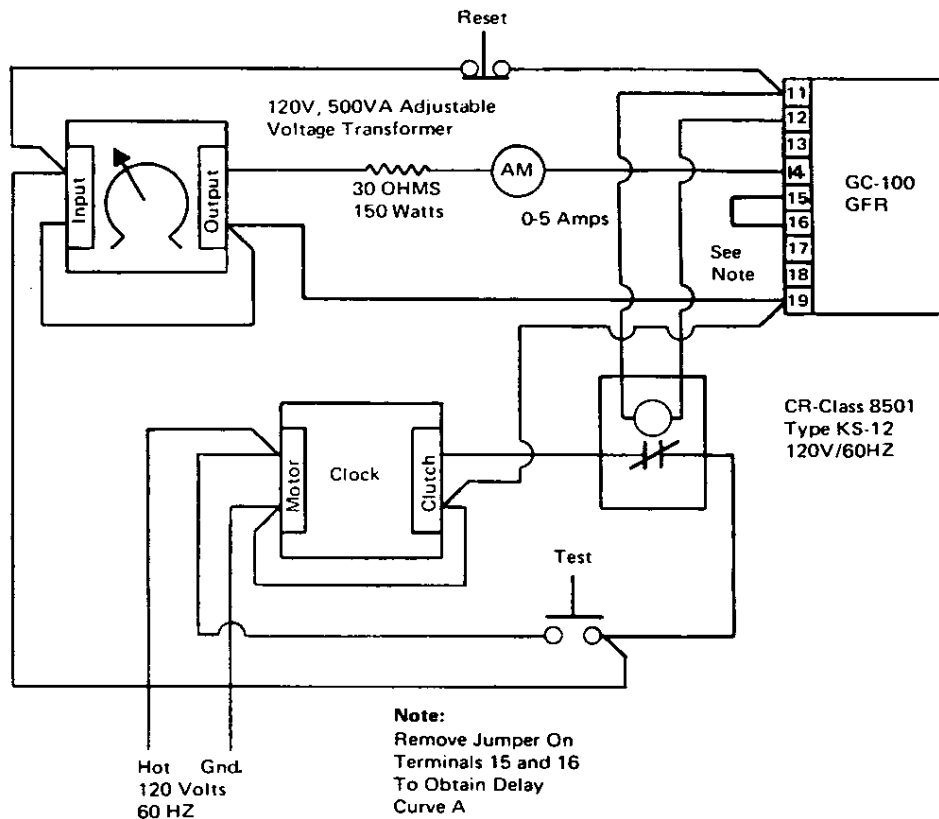 Reset
120V, 500VA Adjustable
Voltage Transformer
Input
Output
30 OHMS
150 Watts
AM
0-5 Amps
11
12
13
14
15
16
17
18
19
GC-100
GFR
See
Note
CR-Class 8501
Type KS-12
120V/60HZ
Motor
Clock
Clutch
Test
Hot Gnd.
120 Volts
60 HZ
Note:
Remove Jumper On
Terminals 15 and 16
To Obtain Delay
Curve A